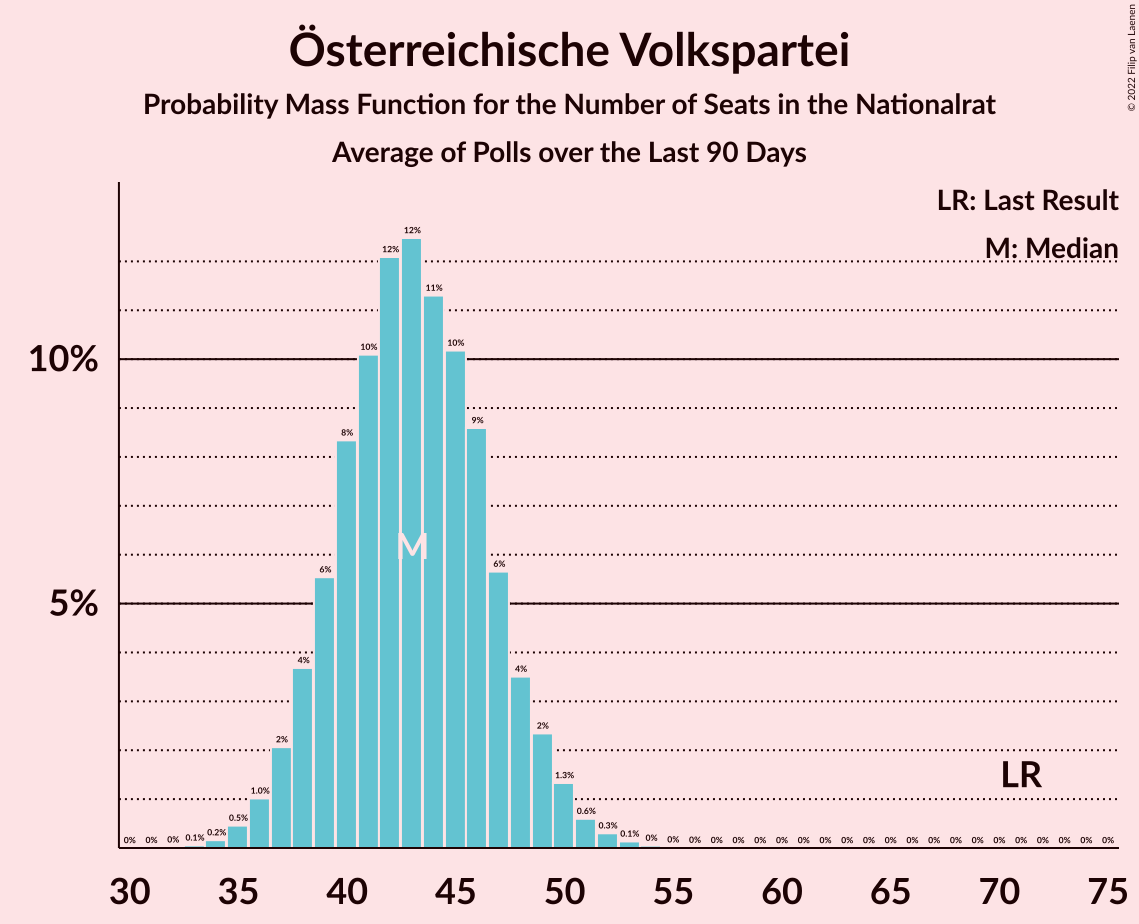 Österreichische Volkspartei
Probability Mass Function for the Number of Seats in the Nationalrat
Average of Polls over the Last 90 Days
© 2022 Filip van Laenen
LR: Last Result
M: Median
10%
5%
0% 0% 0% 0.1% 0.2% 0.5% 1.0% 2% 4% 6% 8% 10% 12% 12% 11% 10% 9% 6% 4% 2% 1.3% 0.6% 0.3% 0.1% 0% 0% 0% 0% 0% 0% 0% 0% 0% 0% 0% 0% 0% 0% 0% 0% 0% 0% 0% 0% 0% 0%
M
LR
30 35 40 45 50 55 60 65 70 75